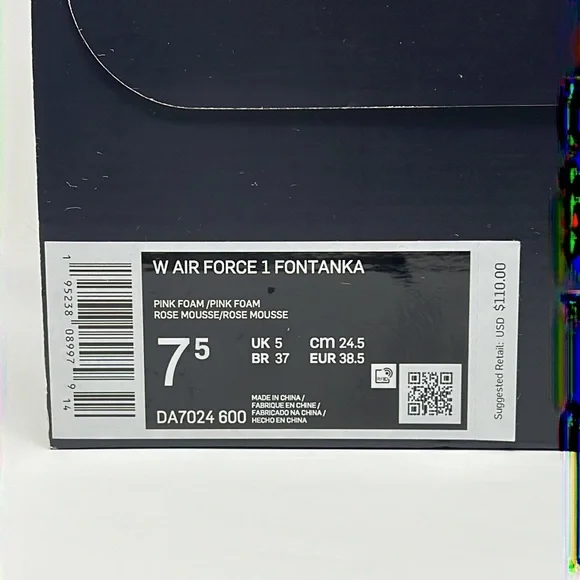 W AIR FORCE 1 FONTANKA
PINK FOAM /PINK FOAM
ROSE MOUSSE/ROSE MOUSSE
7⁵
UK 5 cm 24.5
BR 37 EUR 38.5
MADE IN CHINA /
FABRIQUE EN CHINE /
FABRICADO NA CHINA /
HECHO EN CHINA
DA7024 600
1 95238 08997 9 14
Suggested Retail: USD $110.00